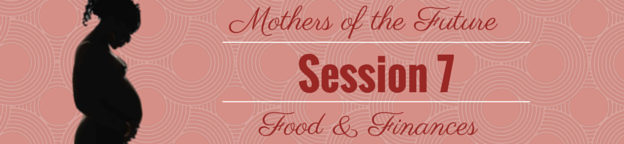 Mothers of the Future
Session 7
Food & Finances